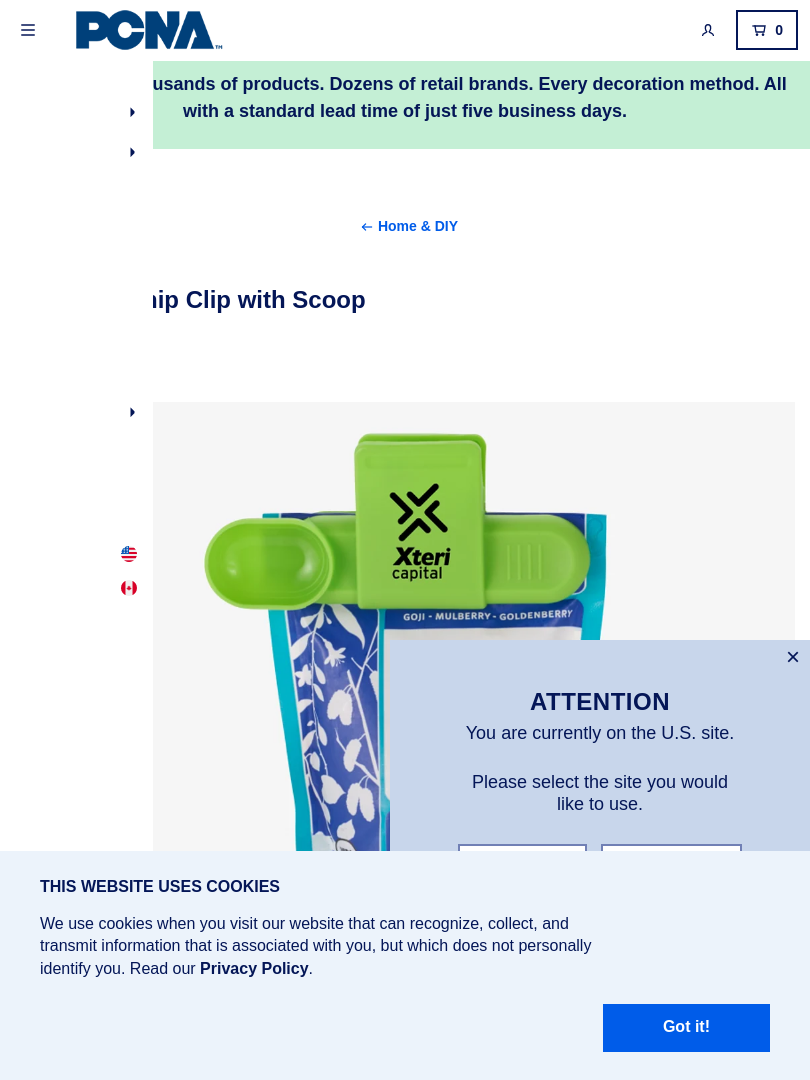 PCNA™
0
usands of products. Dozens of retail brands. Every decoration method. All
with a standard lead time of just five business days.
← Home & DIY
hip Clip with Scoop
Xteri
capital
GOJI - MULBERRY - GOLDENBERRY
ATTENTION
You are currently on the U.S. site.
Please select the site you would
like to use.
THIS WEBSITE USES COOKIES
We use cookies when you visit our website that can recognize, collect, and
transmit information that is associated with you, but which does not personally
identify you. Read our Privacy Policy.
Got it!